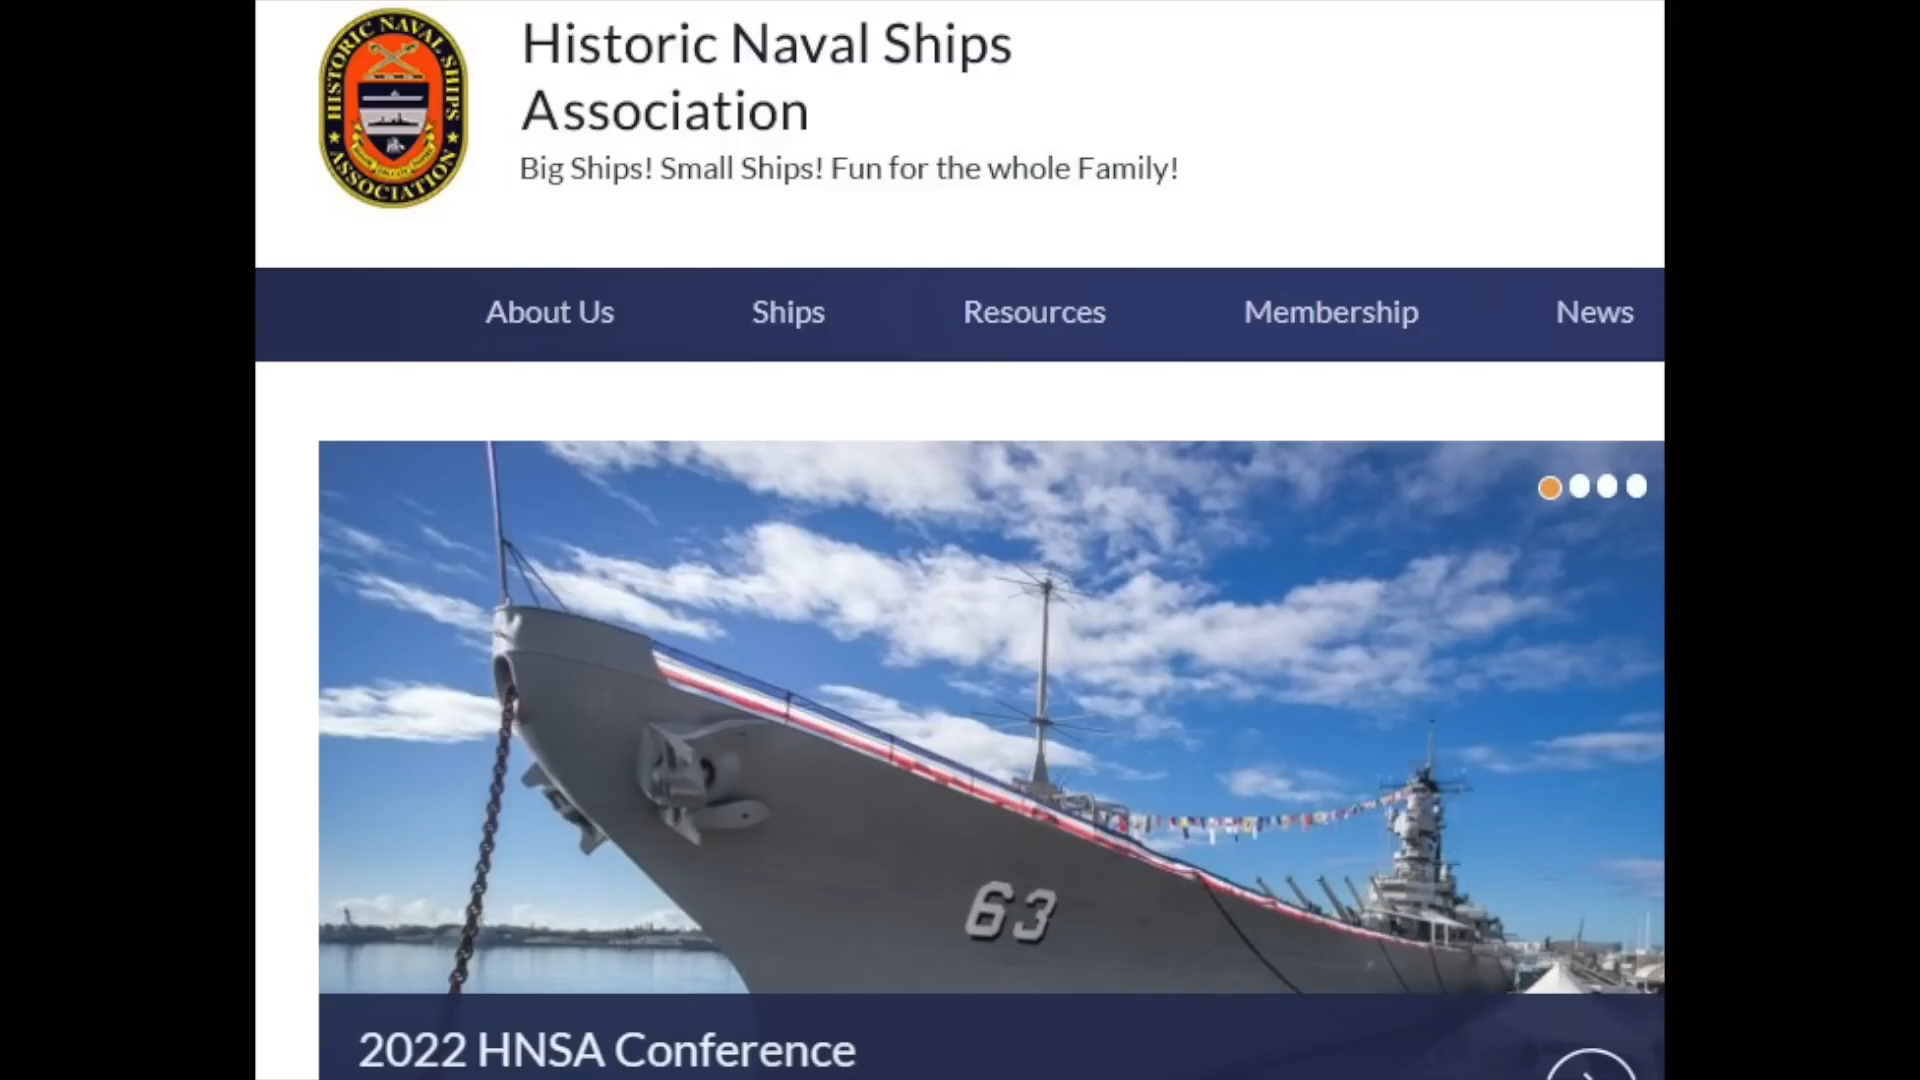 HISTORIC NAVAL SHIPS
ASSOCIATION
Historic Naval Ships
Association
Big Ships! Small Ships! Fun for the whole Family!
About Us
Ships
Resources
Membership
News
63
2022 HNSA Conference